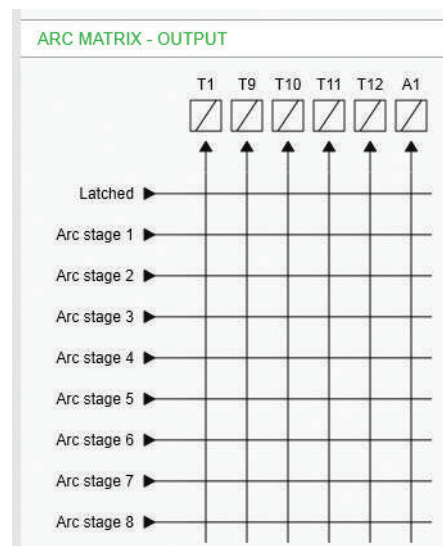 ARC MATRIX - OUTPUT
T1 T9 T10 T11 T12 A1
Latched
Arc stage 1
Arc stage 2
Arc stage 3
Arc stage 4
Arc stage 5
Arc stage 6
Arc stage 7
Arc stage 8